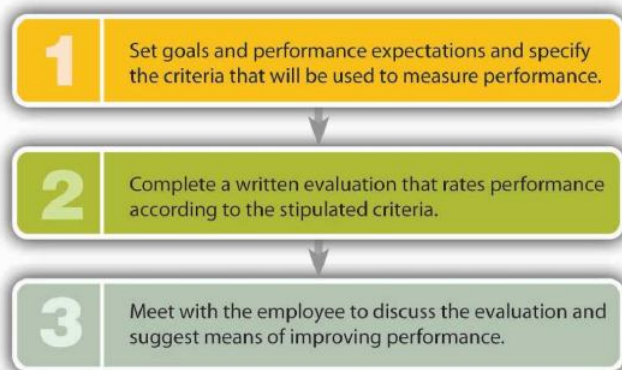 1
Set goals and performance expectations and specify
the criteria that will be used to measure performance.
2
Complete a written evaluation that rates performance
according to the stipulated criteria.
3
Meet with the employee to discuss the evaluation and
suggest means of improving performance.